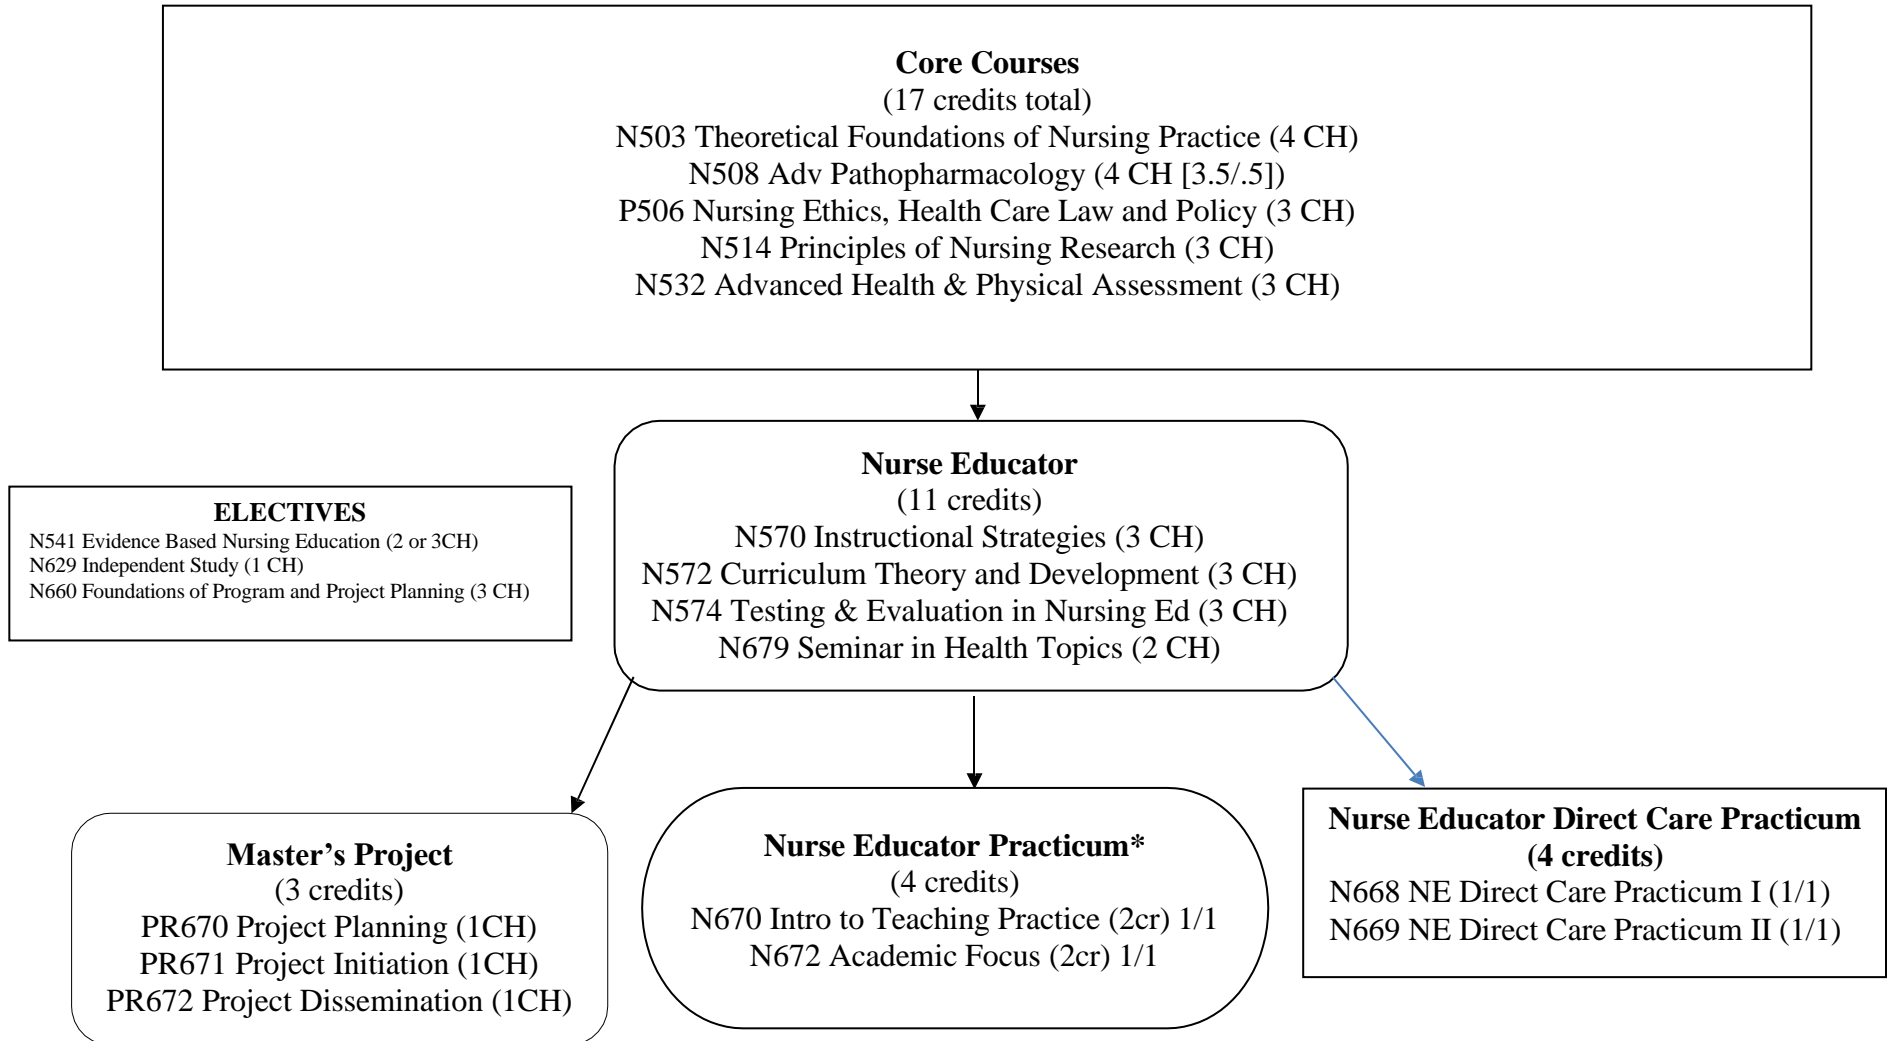 Core Courses
(17 credits total)
N503 Theoretical Foundations of Nursing Practice (4 CH)
N508 Adv Pathopharmacology (4 CH [3.5/.5])
P506 Nursing Ethics, Health Care Law and Policy (3 CH)
N514 Principles of Nursing Research (3 CH)
N532 Advanced Health & Physical Assessment (3 CH)
Nurse Educator
(11 credits)
N570 Instructional Strategies (3 CH)
N572 Curriculum Theory and Development (3 CH)
N574 Testing & Evaluation in Nursing Ed (3 CH)
N679 Seminar in Health Topics (2 CH)
ELECTIVES
N541 Evidence Based Nursing Education (2 or 3CH)
N629 Independent Study (1 CH)
N660 Foundations of Program and Project Planning (3 CH)
Master’s Project
(3 credits)
PR670 Project Planning (1CH)
PR671 Project Initiation (1CH)
PR672 Project Dissemination (1CH)
Nurse Educator Practicum*
(4 credits)
N670 Intro to Teaching Practice (2cr) 1/1
N672 Academic Focus (2cr) 1/1
Nurse Educator Direct Care Practicum
(4 credits)
N668 NE Direct Care Practicum I (1/1)
N669 NE Direct Care Practicum II (1/1)